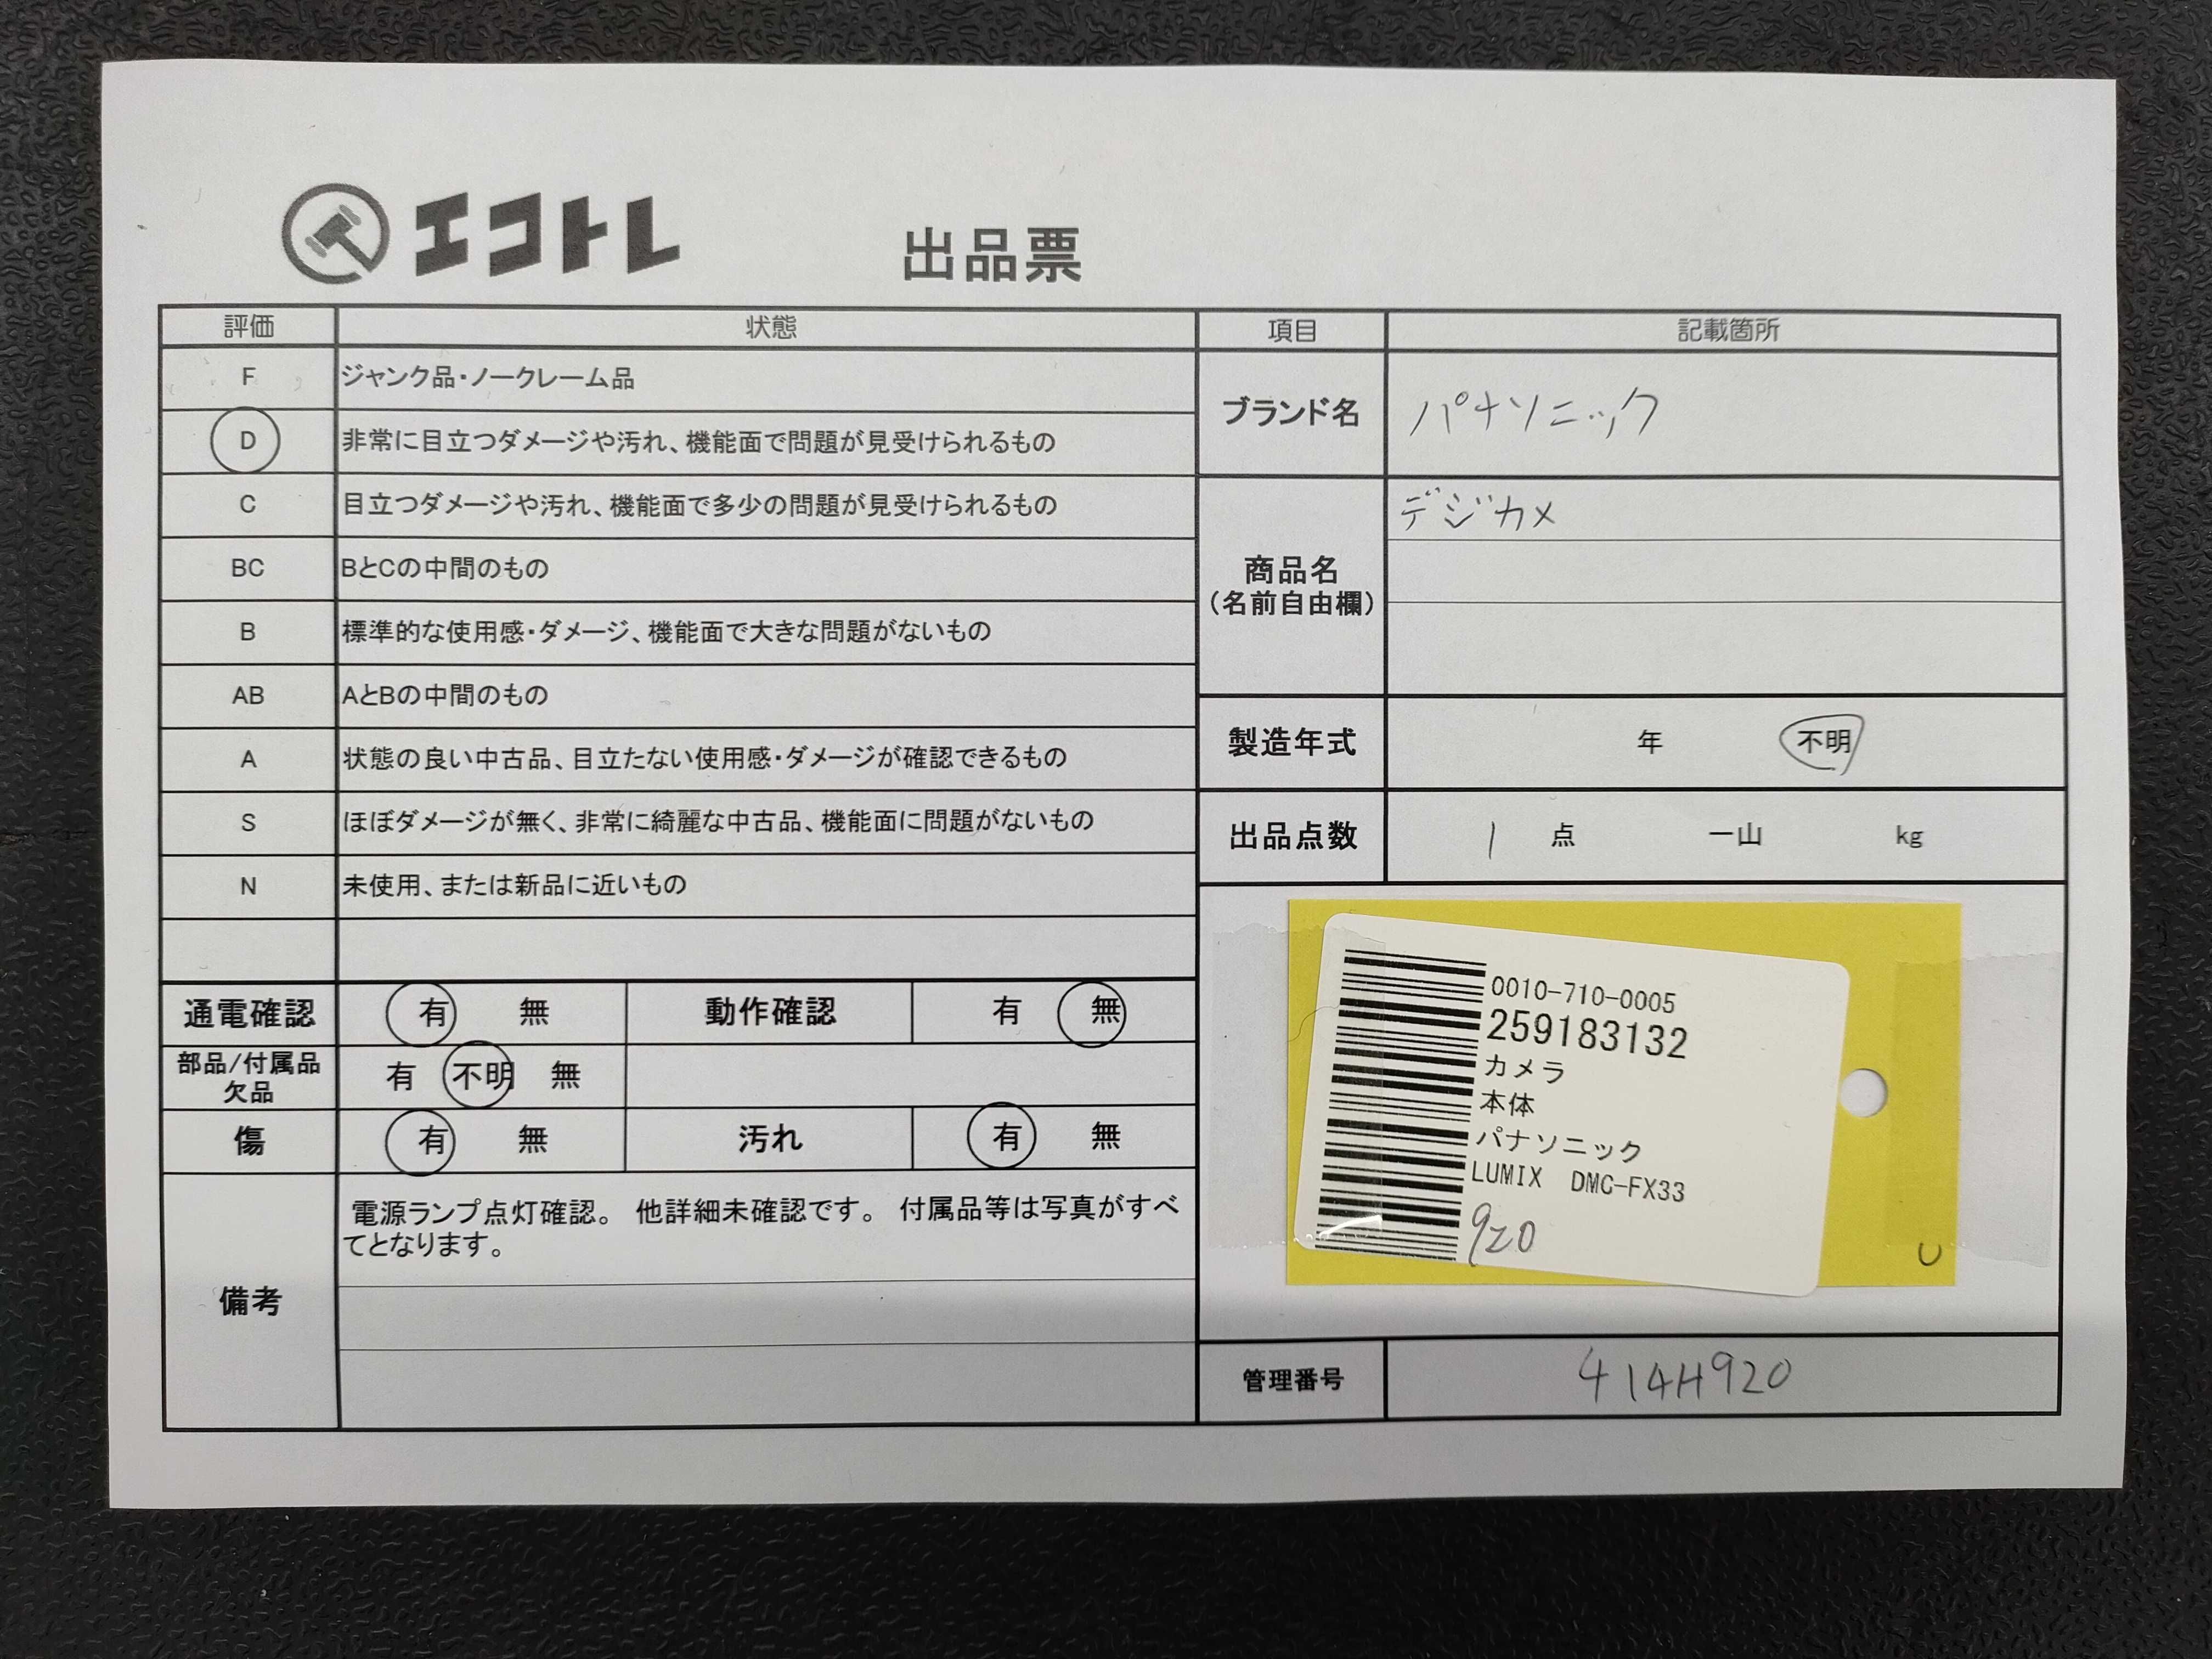 エコトレ
出品票
評価 状態
F ジャンク品・ノークレーム品
D 非常に目立つダメージや汚れ、機能面で問題が見受けられるもの
C 目立つダメージや汚れ、機能面で多少の問題が見受けられるもの
BC BとCの中間のもの
B 標準的な使用感・ダメージ、機能面で大きな問題がないもの
AB AとBの中間のもの
A 状態の良い中古品、目立たない使用感・ダメージが確認できるもの
S ほぼダメージが無く、非常に綺麗な中古品、機能面に問題がないもの
N 未使用、または新品に近いもの
通電確認 有 無 動作確認 有 無
部品/付属品
欠品
有 不明 無
傷 有 無 汚れ 有 無
備考
電源ランプ点灯確認。 他詳細未確認です。 付属品等は写真がすべ
てとなります。
項目 記載箇所
ブランド名 パナソニック
商品名
(名前自由欄)
デジカメ
製造年式 年 不明
出品点数 1 点 一山 kg
0010-710-0005
259183132
カメラ
本体
パナソニック
LUMIX DMC-FX33
920
U
管理番号 414H920